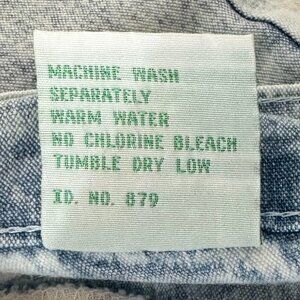 MACHINE WASH
SEPARATELY
WARM WATER
NO CHLORINE BLEACH
TUMBLE DRY LOW
ID. NO. 879